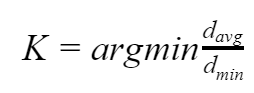 K = argmin d_avg / d_min